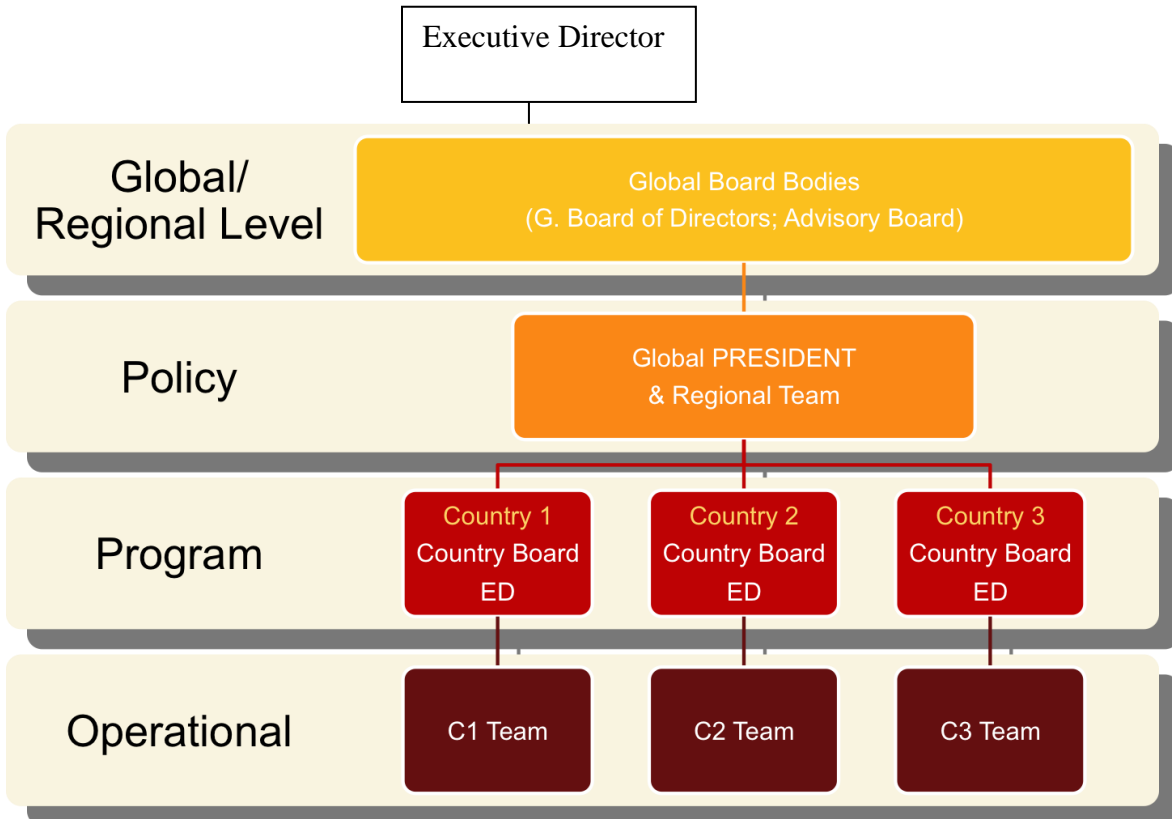 Executive Director
Global/
Regional Level
Global Board Bodies
(G. Board of Directors; Advisory Board)
Policy
Global PRESIDENT
& Regional Team
Program
Country 1
Country Board
ED
Country 2
Country Board
ED
Country 3
Country Board
ED
Operational
C1 Team
C2 Team
C3 Team